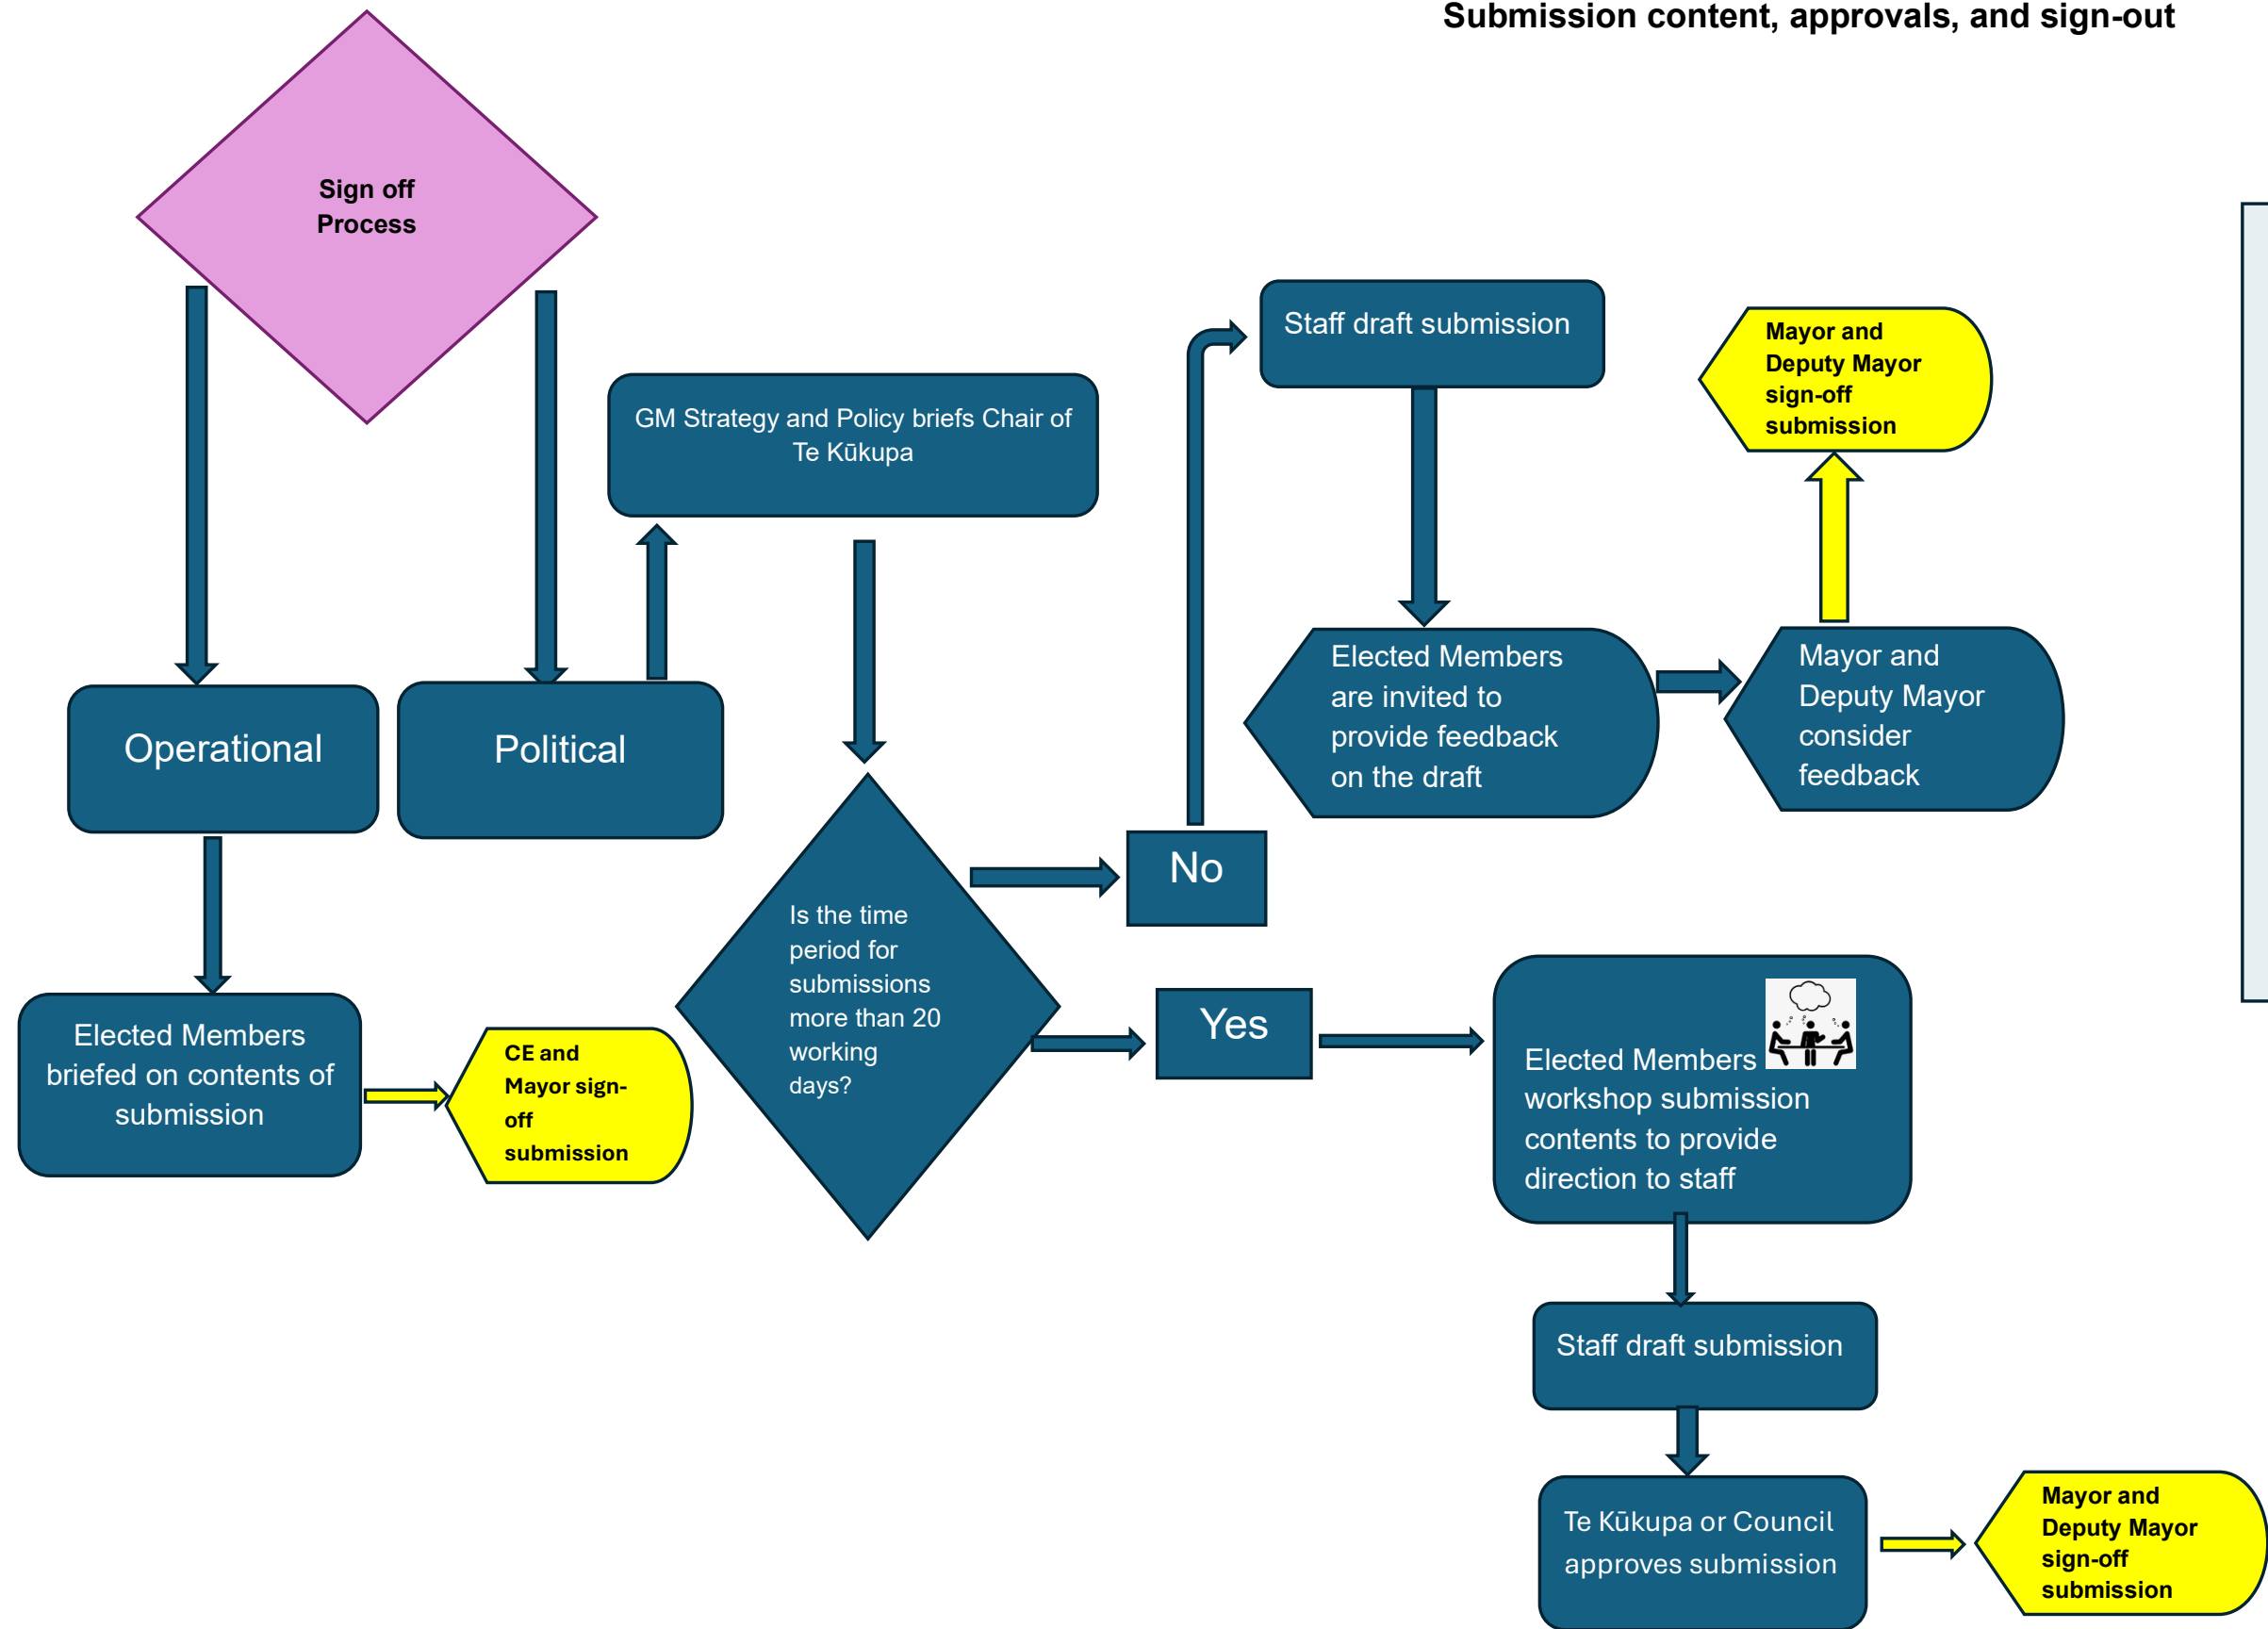 Submission content, approvals, and sign-out
Sign off
Process
GM Strategy and Policy briefs Chair of
Te Kūkupa
Operational
Political
Elected Members
briefed on contents of
submission
CE and
Mayor sign-
off
submission
Is the time
period for
submissions
more than 20
working
days?
No
Staff draft submission
Elected Members
are invited to
provide feedback
on the draft
Mayor and
Deputy Mayor
consider
feedback
Mayor and
Deputy Mayor
sign-off
submission
Yes
Elected Members
workshop submission
contents to provide
direction to staff
Staff draft submission
Te Kūkupa or Council
approves submission
Mayor and
Deputy Mayor
sign-off
submission